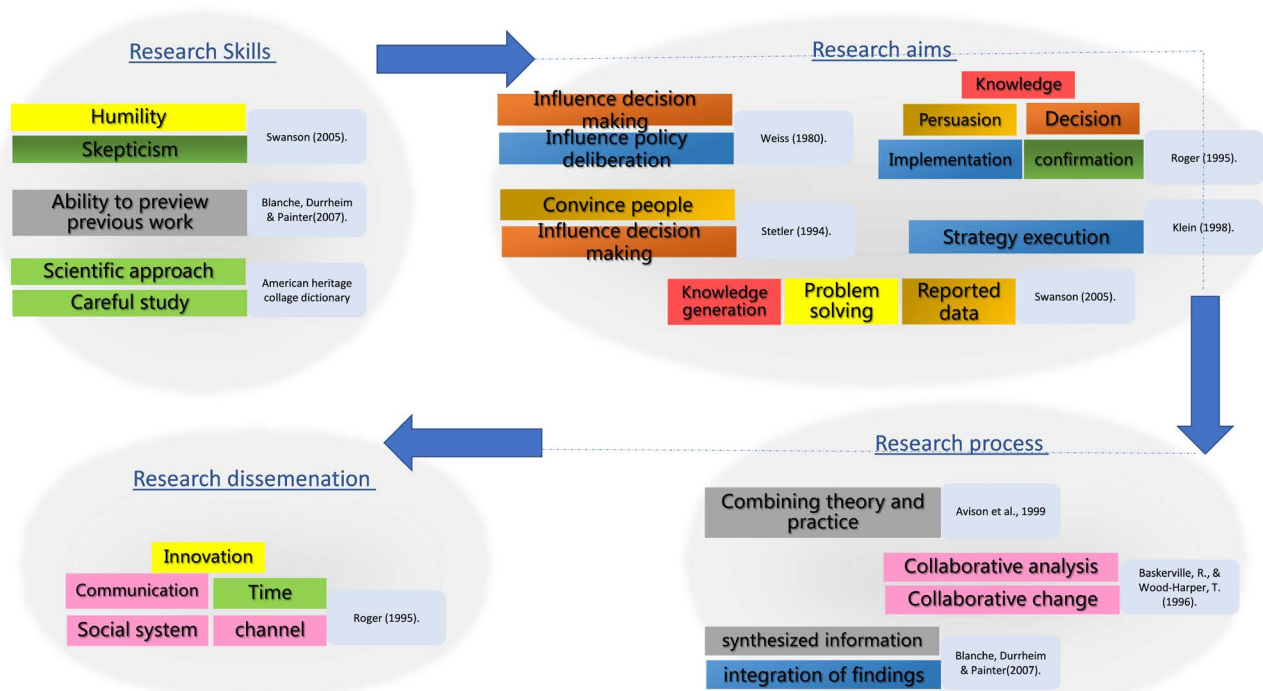 Research Skills
Humility
Skepticism
Swanson (2005).
Ability to preview
previous work
Blanche, Durrheim
& Painter(2007).
Scientific approach
Careful study
American heritage
collage dictionary
Research aims
Influence decision
making
Influence policy
deliberation
Weiss (1980).
Knowledge
Persuasion
Decision
Implementation
confirmation
Roger (1995).
Convince people
Influence decision
making
Stetler (1994).
Strategy execution
Klein (1998).
Knowledge
generation
Problem
solving
Reported
data
Swanson (2005).
Research process
Combining theory and
practice
Avison et al., 1999
Collaborative analysis
Collaborative change
Baskerville, R., &
Wood-Harper, T.
(1996).
synthesized information
integration of findings
Blanche, Durrheim
& Painter(2007).
Research dissemenation
Innovation
Communication
Time
Social system
channel
Roger (1995).